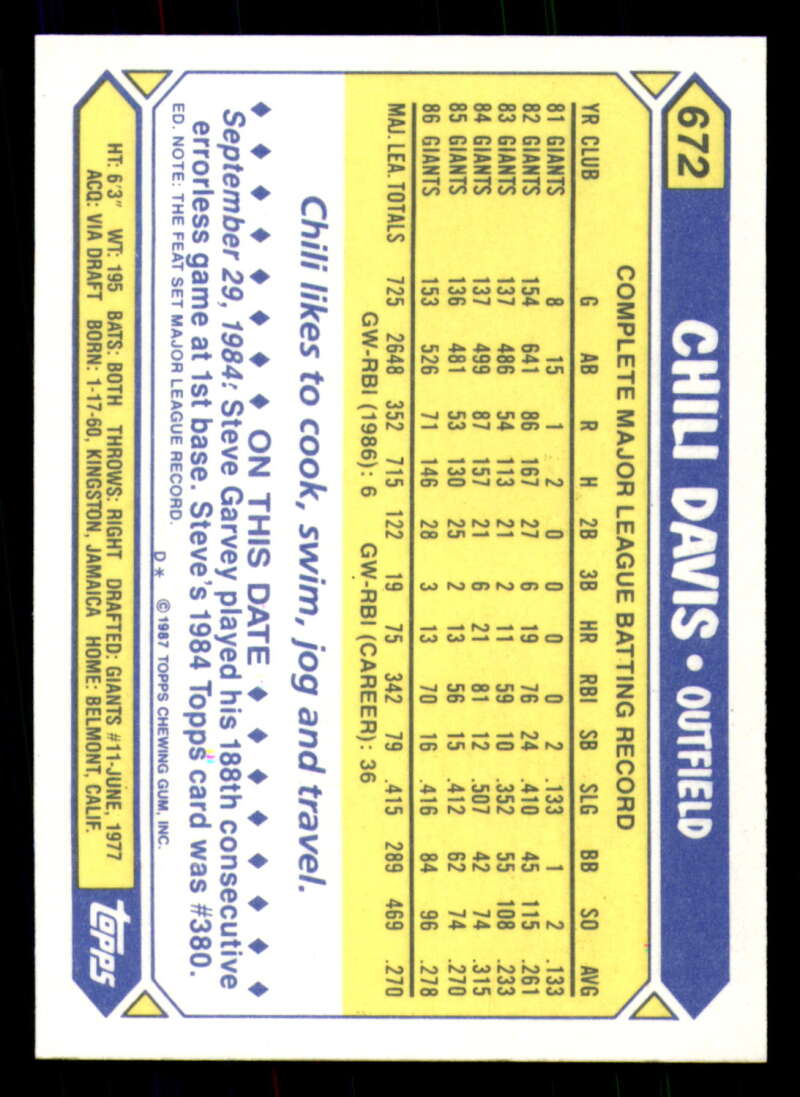 672
CHILI DAVIS • OUTFIELD
COMPLETE MAJOR LEAGUE BATTING RECORD
YR CLUB G AB R H 2B 3B HR RBI SB SLG BB SO AVG
81 GIANTS 8 15 1 2 0 0 0 0 2 .133 1 2 .133
82 GIANTS 154 641 86 167 27 6 19 76 24 .410 45 115 .261
83 GIANTS 137 486 54 113 21 2 11 59 10 .352 55 108 .233
84 GIANTS 137 499 87 157 21 6 21 81 12 .507 42 74 .315
85 GIANTS 136 481 53 130 25 2 13 56 15 .412 62 74 .270
86 GIANTS 153 526 71 146 28 3 13 70 16 .416 84 96 .278
MAJ. LEA. TOTALS 725 2648 352 715 122 19 75 342 79 .415 289 469 .270
GW-RBI (1986): 6 GW-RBI (CAREER): 36
Chili likes to cook, swim, jog and travel.
◆ ◆ ◆ ◆ ◆ ◆ ◆ ◆ ON THIS DATE ◆ ◆ ◆ ◆ ◆ ◆ ◆ ◆
September 29, 1984: Steve Garvey played his 188th consecutive
errorless game at 1st base. Steve's 1984 Topps card was #380.
ED. NOTE: THE FEAT SET MAJOR LEAGUE RECORD.
D* © 1987 TOPPS CHEWING GUM, INC.
HT: 6'3" WT: 195 BATS: BOTH THROWS: RIGHT DRAFTED: GIANTS #11-JUNE, 1977
ACQ: VIA DRAFT BORN: 1-17-60, KINGSTON, JAMAICA HOME: BELMONT, CALIF.
topps